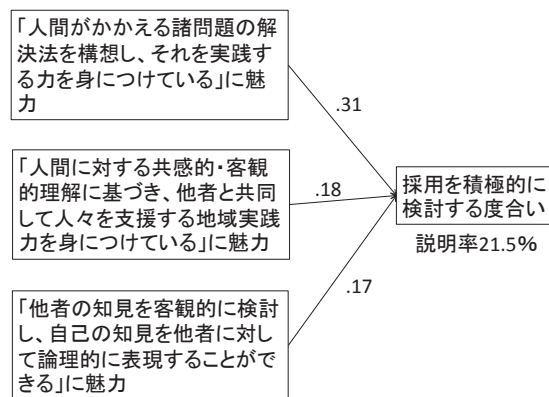 「人間がかかえる諸問題の解
決法を構想し、それを実践す
る力を身につけている」に魅
力
.31
「人間に対する共感的・客観
的理解に基づき、他者と共同
して人々を支援する地域実践
力を身につけている」に魅力
.18
採用を積極的に
検討する度合い
説明率21.5%
.17
「他者の知見を客観的に検討
し、自己の知見を他者に対し
て論理的に表現することがで
きる」に魅力